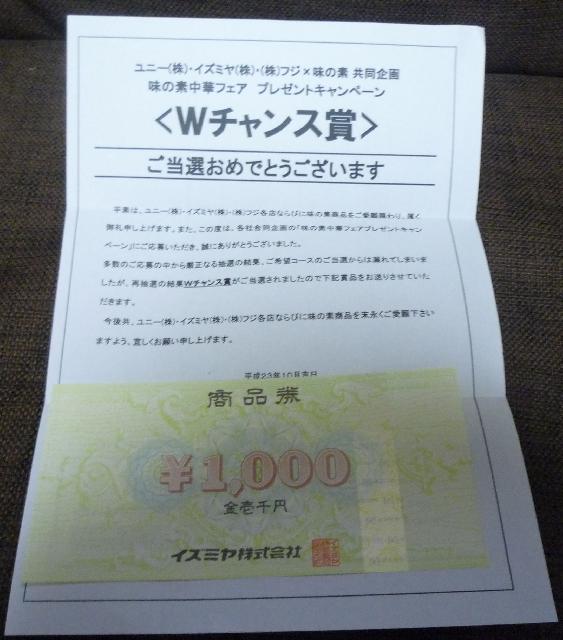 ユニー(株)・イズミヤ(株)・(株)フジ×味の素 共同企画
味の素中華フェア プレゼントキャンペーン
<Wチャンス賞>
ご当選おめでとうございます
平素は、ユニー(株)・イズミヤ(株)・(株)フジ各店ならびに味の素商品をご愛顧賜わり、厚く
御礼申し上げます。また、この度は、各社合同企画の「味の素中華フェアプレゼントキャン
ペーン」にご応募いただき、誠にありがとうございました。
多数のご応募の中から厳正なる抽選の結果、ご希望コースのご当選からは漏れてしまいま
したが、再抽選の結果Wチャンス賞がご当選されましたので下記賞品をお送りさせていた
だきます。
今後共、ユニー(株)・イズミヤ(株)・(株)フジ各店ならびに味の素商品を末永くご愛顧下さい
ますよう、宜しくお願い申し上げます。
平成23年10月吉日
商品券
¥1,000
金壱千円
イズミヤ株式会社